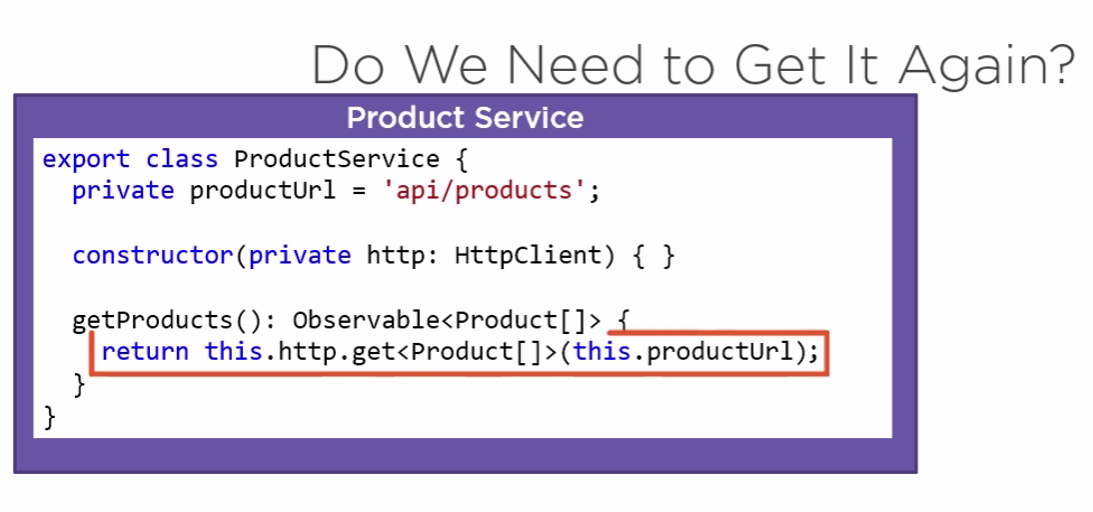 Do We Need to Get It Again?
Product Service
export class ProductService {
private productUrl = 'api/products';
constructor(private http: HttpClient) { }
getProducts(): Observable<Product[]> {
return this.http.get<Product[]>(this.productUrl);
}
}